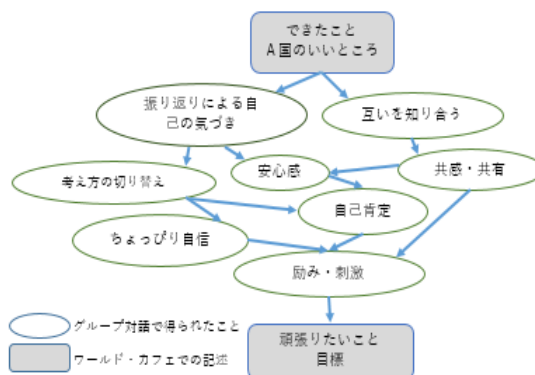 できたこと
A国のいいところ
振り返りによる自
己の気づき
互いを知り合う
安心感
共感・共有
考え方の切り替え
自己肯定
ちょっぴり自信
励み・刺激
グループ対話で得られたこと
頑張りたいこと
目標
ワールド・カフェでの記述